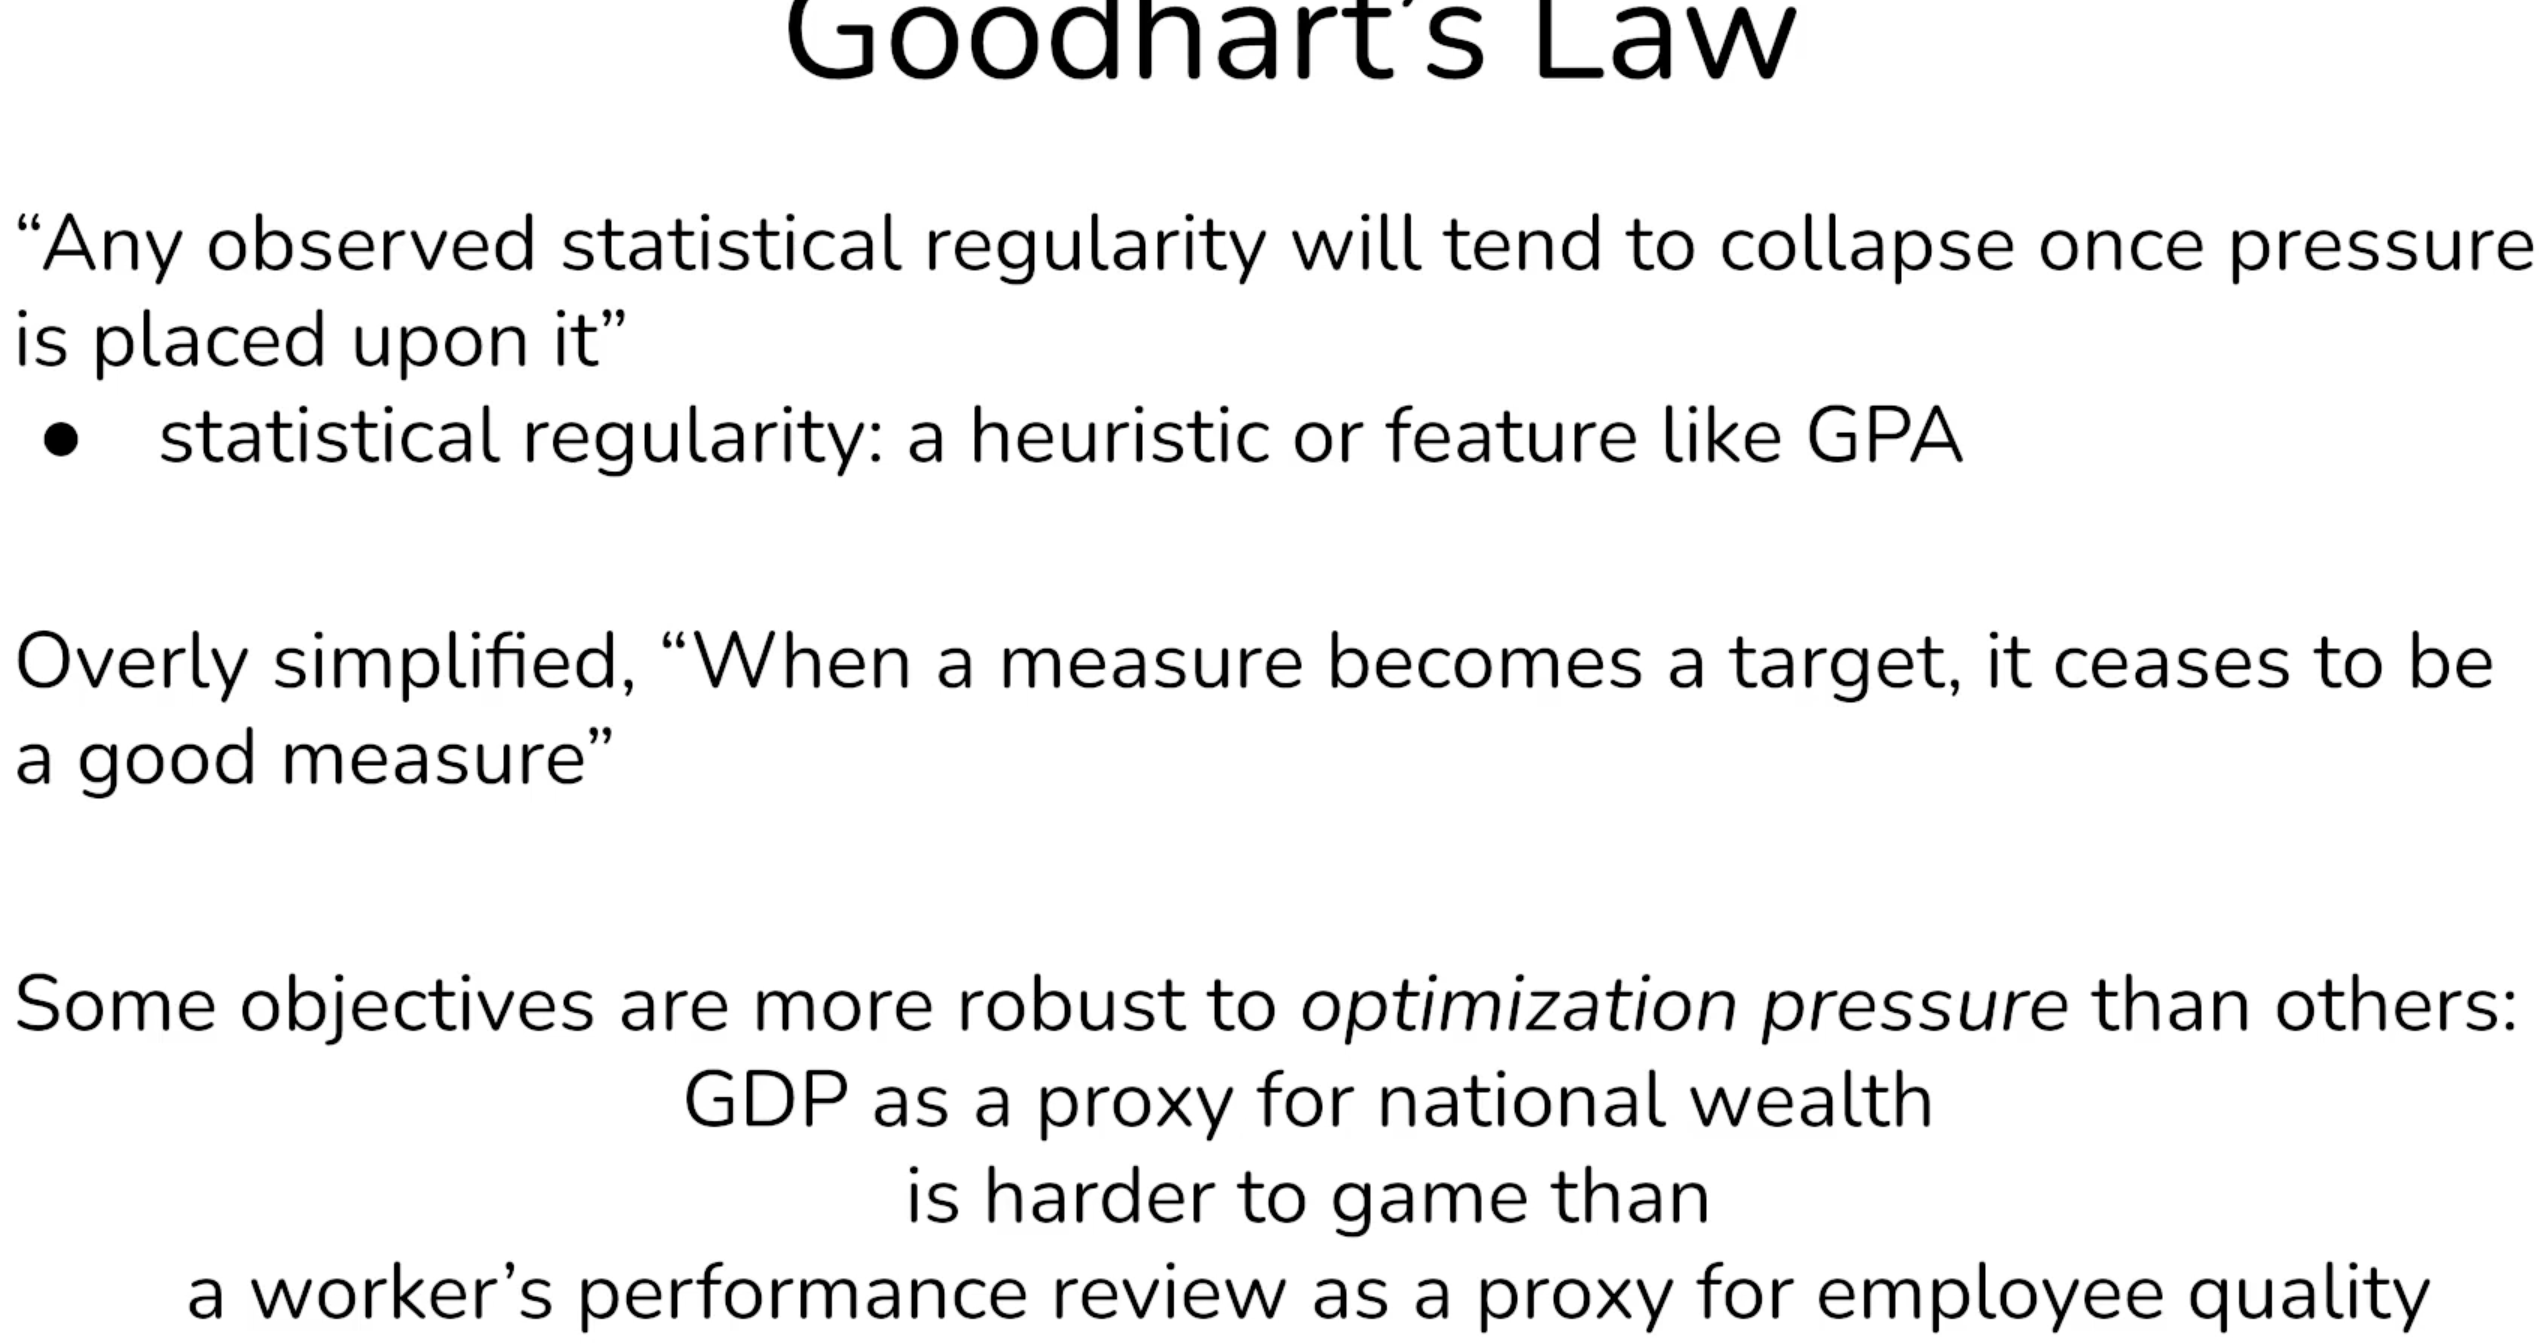 Goodhart’s Law
“Any observed statistical regularity will tend to collapse once pressure
is placed upon it”
● statistical regularity: a heuristic or feature like GPA
Overly simplified, “When a measure becomes a target, it ceases to be
a good measure”
Some objectives are more robust to optimization pressure than others:
GDP as a proxy for national wealth
is harder to game than
a worker’s performance review as a proxy for employee quality